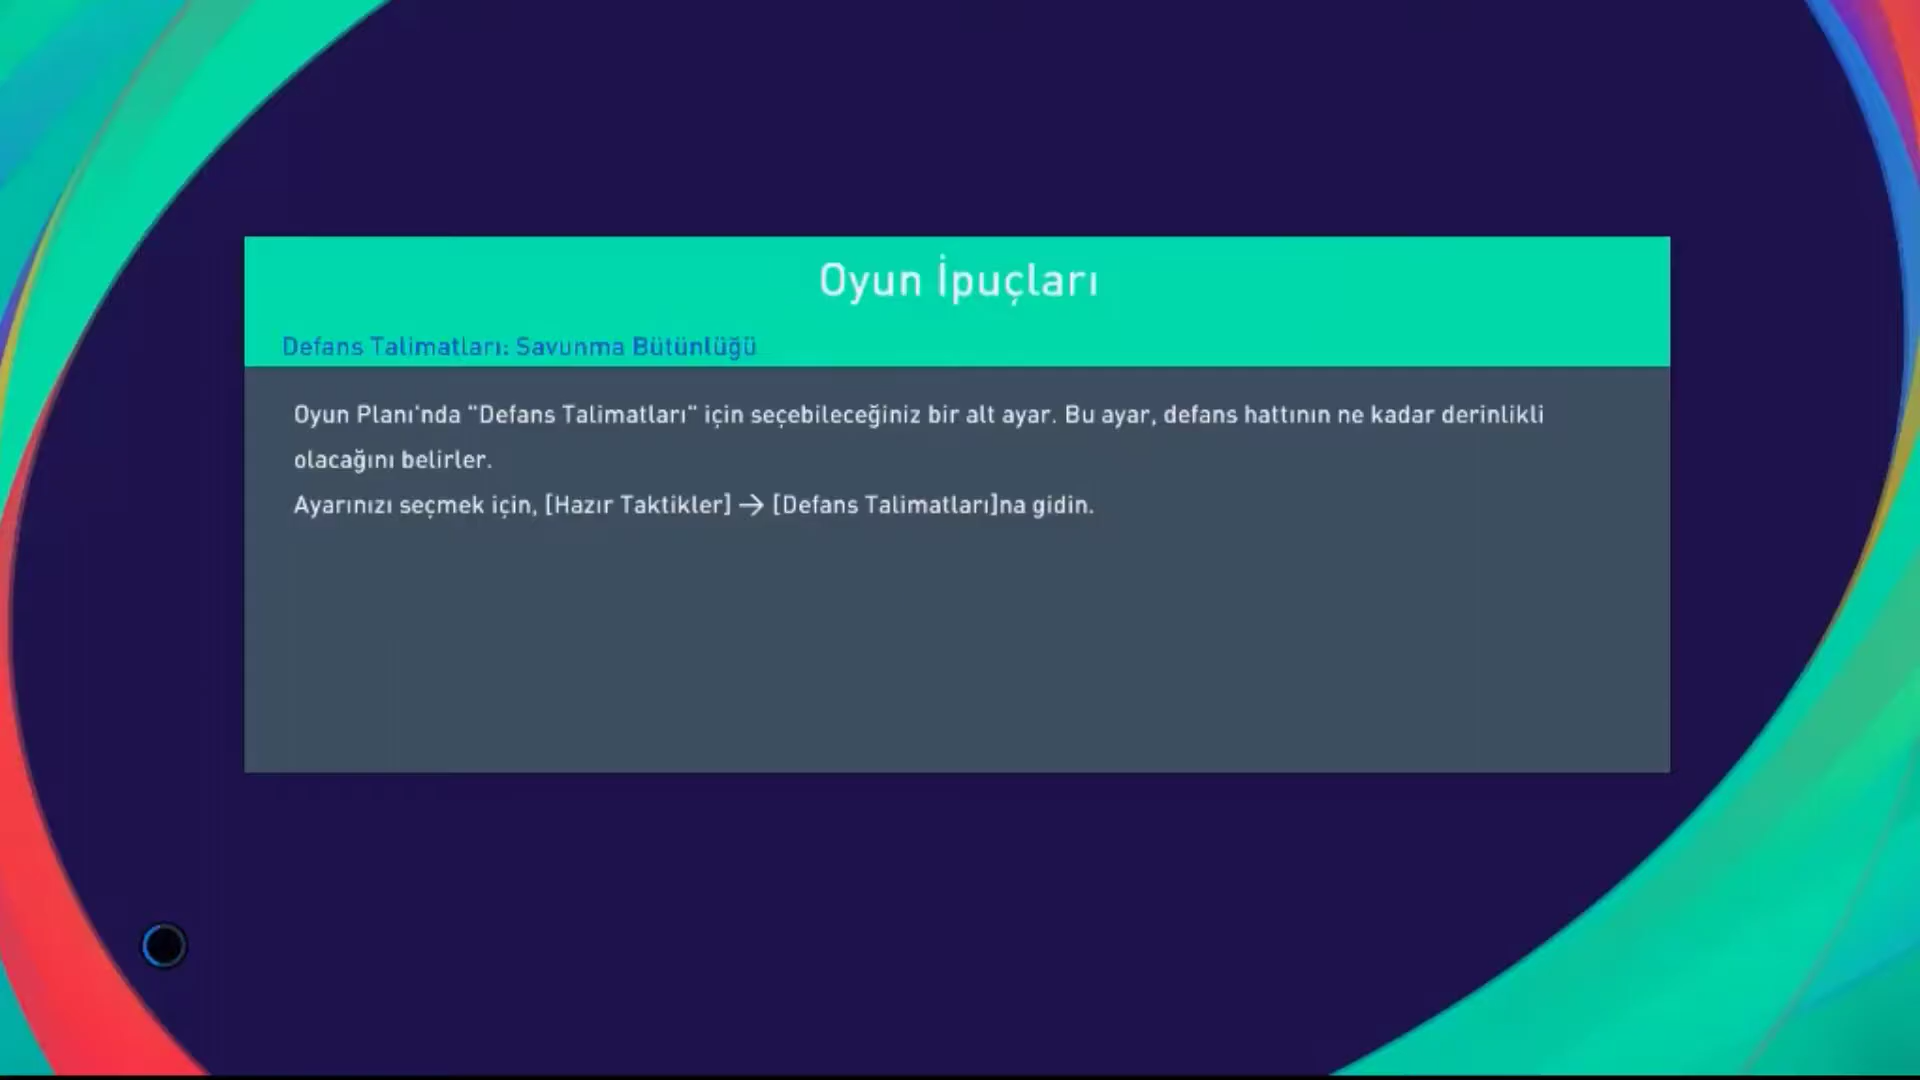 Oyun İpuçları
Defans Talimatları: Savunma Bütünlüğü
Oyun Planı'nda "Defans Talimatları" için seçebileceğiniz bir alt ayar. Bu ayar, defans hattının ne kadar derinlikli
olacağını belirler.
Ayarınızı seçmek için, [Hazır Taktikler] → [Defans Talimatları]na gidin.